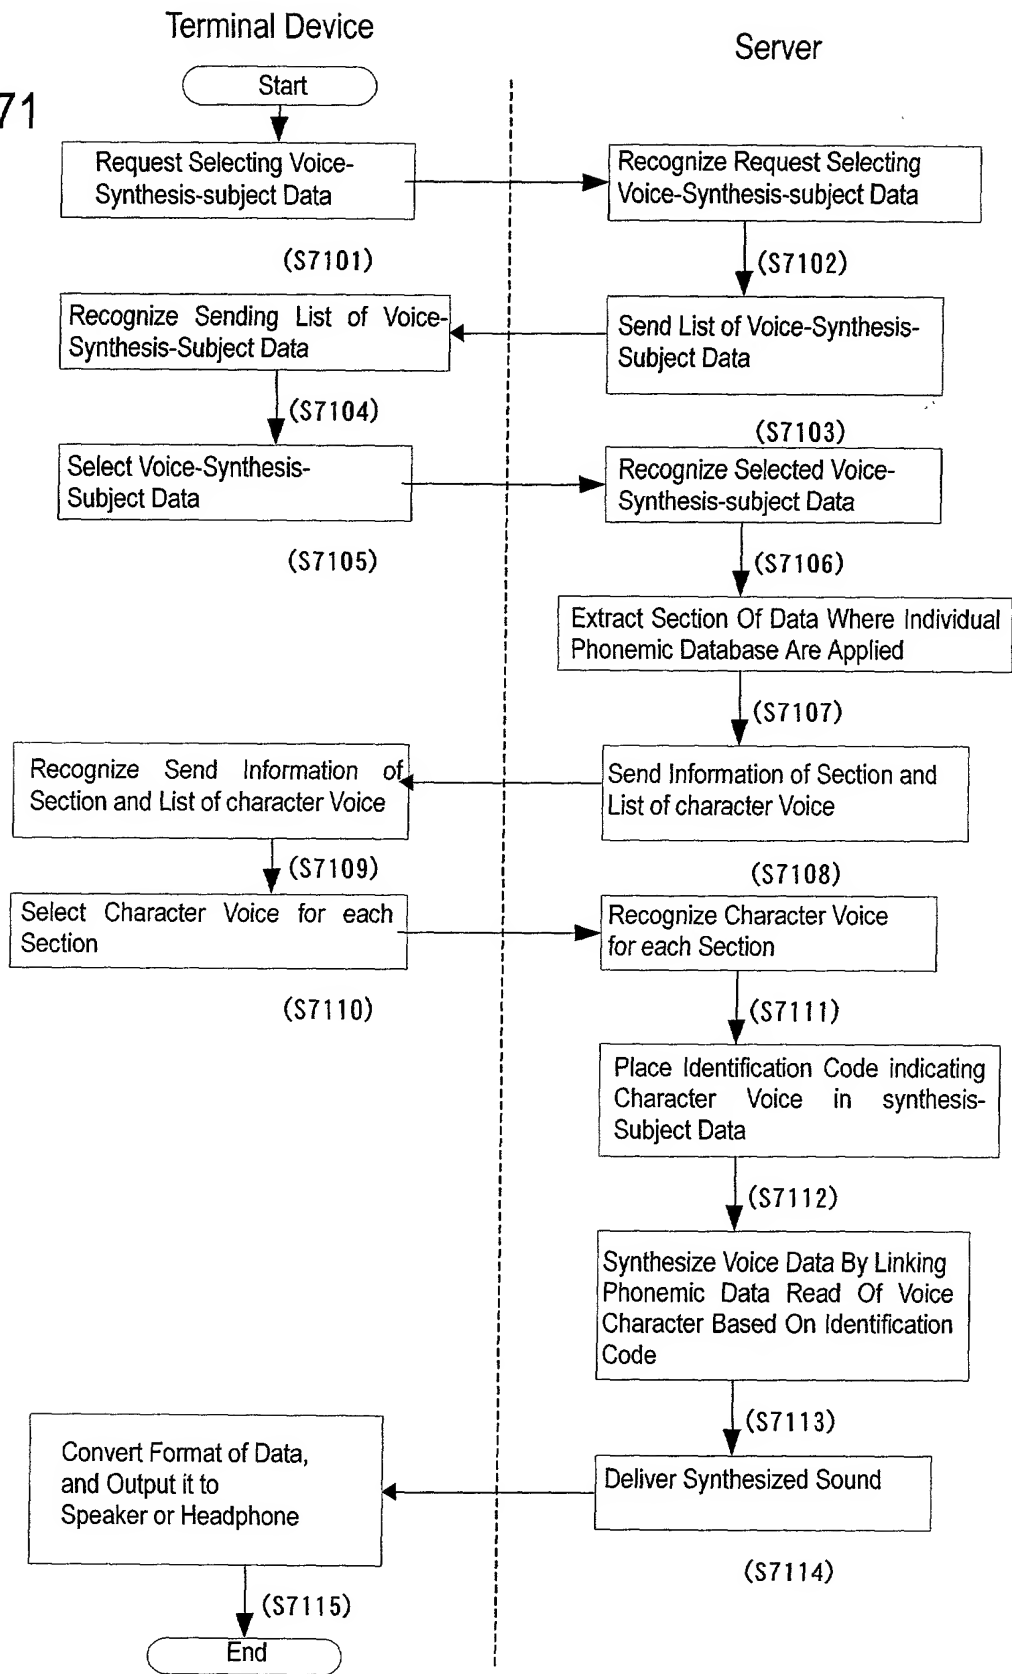 Terminal Device
Server
71
Start
Request Selecting Voice-
Synthesis-subject Data
(S7101)
Recognize Request Selecting
Voice-Synthesis-subject Data
(S7102)
Send List of Voice-Synthesis-
Subject Data
(S7103)
Recognize Sending List of Voice-
Synthesis-Subject Data
(S7104)
Select Voice-Synthesis-
Subject Data
(S7105)
Recognize Selected Voice-
Synthesis-subject Data
(S7106)
Extract Section Of Data Where Individual
Phonemic Database Are Applied
(S7107)
Send Information of Section and
List of character Voice
(S7108)
Recognize Send Information of
Section and List of character Voice
(S7109)
Select Character Voice for each
Section
(S7110)
Recognize Character Voice
for each Section
(S7111)
Place Identification Code indicating
Character Voice in synthesis-
Subject Data
(S7112)
Synthesize Voice Data By Linking
Phonemic Data Read Of Voice
Character Based On Identification
Code
(S7113)
Deliver Synthesized Sound
(S7114)
Convert Format of Data,
and Output it to
Speaker or Headphone
(S7115)
End